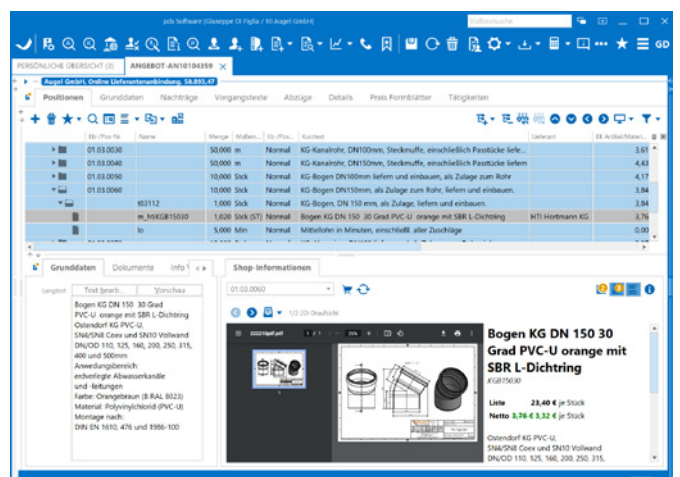 pds Software (Giuseppe Di Figlia / 10 Augel GmbH)
Volltextsuche
GD
PERSÖNLICHE ÜBERSICHT (3) ANGEBOT-AN10104359
Augel GmbH, Online Lieferantenanbindung, 58.893,47
Positionen Grunddaten Nachträge Vorgangstexte Abzüge Details Preis Formblätter Tätigkeiten
Name Menge Kurztext Lieferant
01.03.0030 50,000 m Normal KG-Kanalrohr, DN100mm, Steckmuffe, einschließlich Passtücke liefe... 3,61
01.03.0040 50,000 m Normal KG-Kanalrohr, DN150mm, Steckmuffe, einschließlich Passtücke liefern 4,43
01.03.0050 10,000 Stck Normal KG-Bogen DN100mm liefern und einbauen, als Zulage zum Rohr 4,17
01.03.0060 10,000 Stck Normal KG-Bogen DN150mm, als Zulage zum Rohr, liefern und einbauen. 3,84
t03112 1,000 Stck Normal KG-Bogen, DN 150 mm, als Zulage, liefern und einbauen. 3,84
1,020 Stck (ST) Normal Bogen KG DN 150 30 Grad PVC-U orange mit SBR L-Dichtring HTI Hortmann KG 3,76
lo 5,000 Min Normal Mittellohn in Minuten, einschließl. aller Zuschläge 0,00
Grunddaten Dokumente Info
Shop-Informationen
Langtext Text bearb... Vorschau
01.03.0060
Bogen KG DN 150 30 Grad
PVC-U orange mit SBR L-Dichtring
Ostendorf KG PVC-U,
SN4/SN8 Coex und SN10 Vollwand
DN/OD 110, 125, 160, 200, 250, 315,
400 und 500mm
Anwedungsbereich:
erdverlegte Abwasserkanäle
und -leitungen
Farbe: Orangebraun (8 RAL 8023)
Material: Polyvinylchlorid (PVC-U)
Montage nach:
DIN EN 1610, 476 und 1986-100
1/3 2D Draufsicht
1 / 1
1
Bogen KG DN 150 30
Grad PVC-U orange mit
SBR L-Dichtring
KGB15030
Liste 23,40 € je Stück
Netto 3,76 € 3,32 € je Stück
Ostendorf KG PVC-U,
SN4/SN8 Coex und SN10 Vollwand
DN/OD 110, 125, 160, 200, 250, 315,